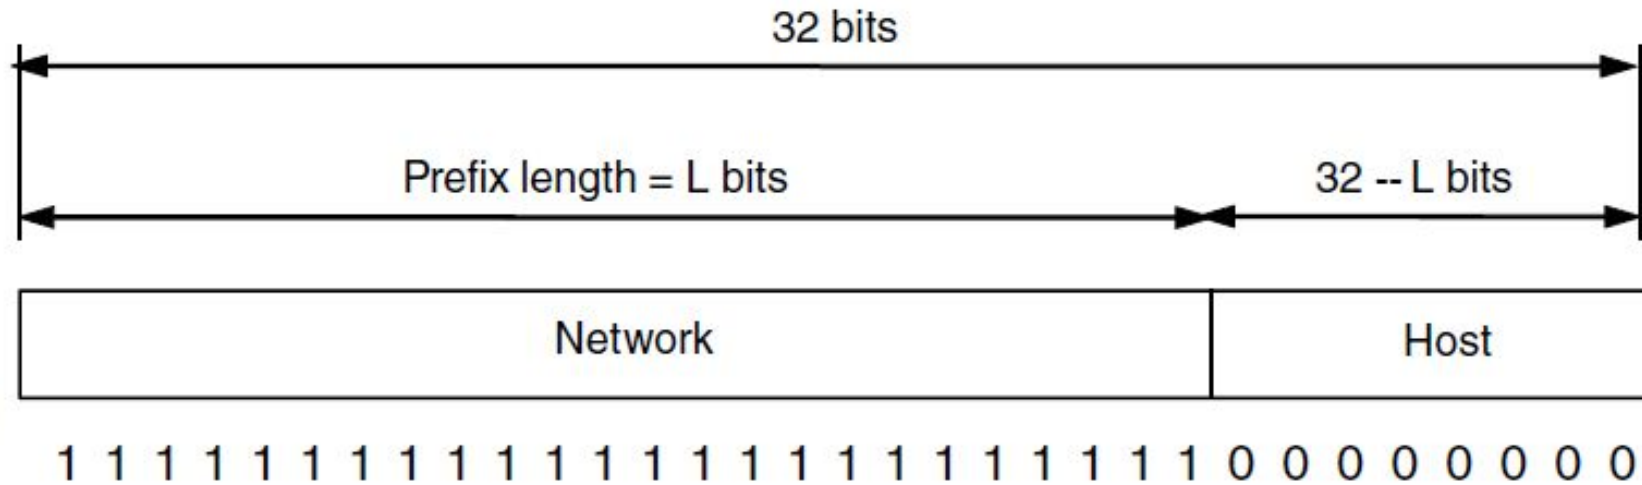 32 bits
Prefix length = L bits 32 -- L bits
Network Host
1 1 1 1 1 1 1 1 1 1 1 1 1 1 1 1 1 1 1 1 1 1 1 1 0 0 0 0 0 0 0 0